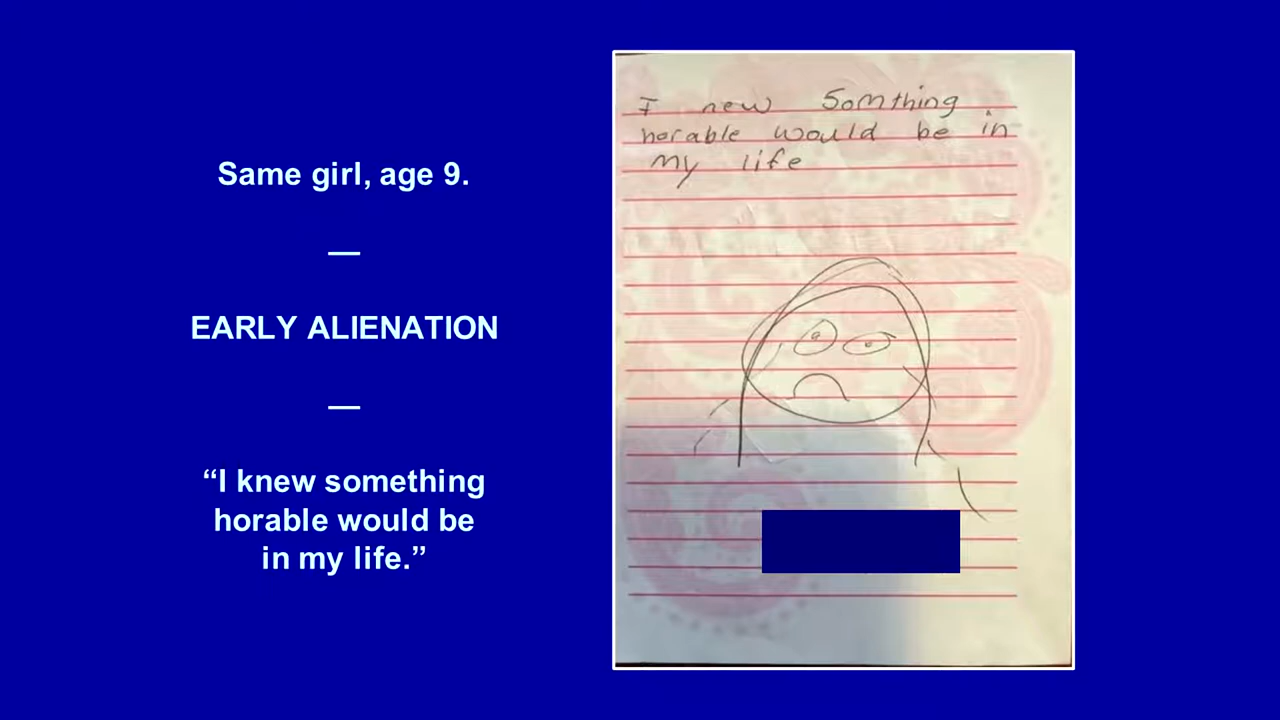 Same girl, age 9.
—
EARLY ALIENATION
—
“I knew something
horable would be
in my life.”
I new Somthing
horable would be in
my life